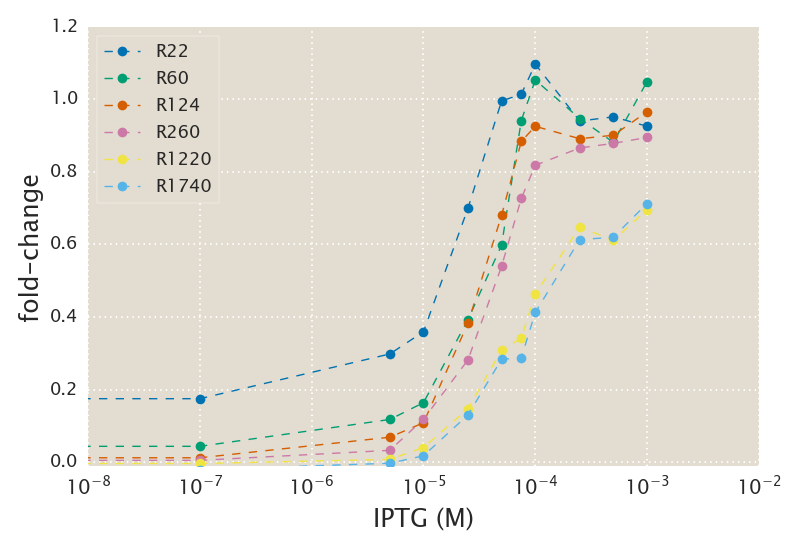 1.2
1.0
0.8
0.6
0.4
0.2
0.0
fold-change
R22
R60
R124
R260
R1220
R1740
10⁻⁸ 10⁻⁷ 10⁻⁶ 10⁻⁵ 10⁻⁴ 10⁻³ 10⁻²
IPTG (M)